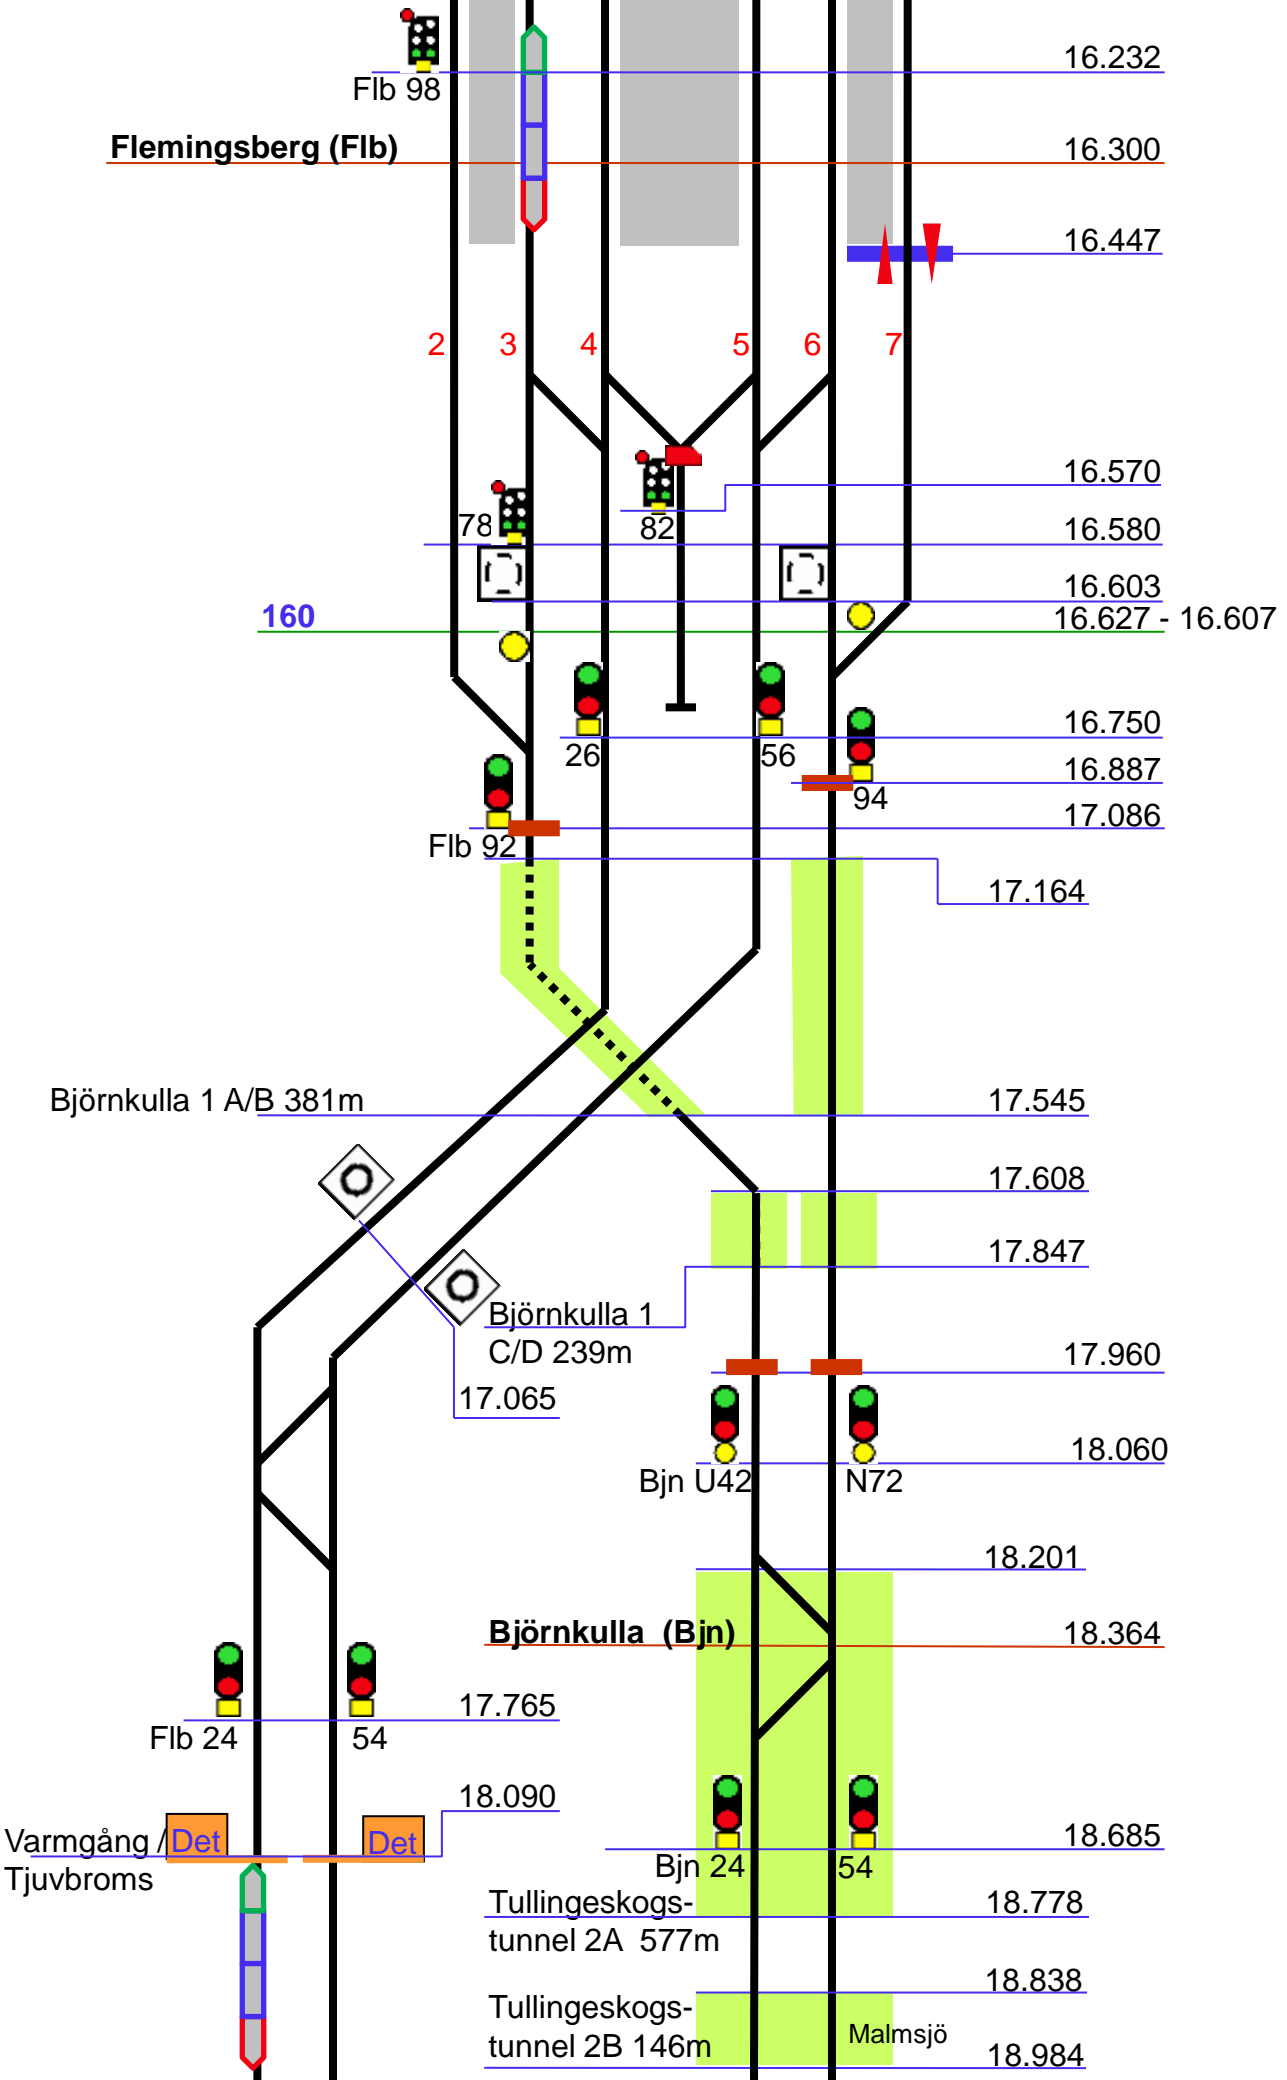 16.232
Flb 98
Flemingsberg (Flb)
16.300
16.447
2 3 4 5 6 7
16.570
78
82
16.580
16.603
160
16.627 - 16.607
16.750
26
56
16.887
94
17.086
Flb 92
17.164
Björnkulla 1 A/B 381m
17.545
17.608
17.847
Björnkulla 1
C/D 239m
17.960
17.065
18.060
Bjn U42
N72
18.201
Björnkulla (Bjn)
18.364
17.765
Flb 24
54
18.090
Varmgång /
Tjuvbroms
Det
Det
18.685
Bjn 24
54
Tullingeskogs-
tunnel 2A 577m
18.778
18.838
Tullingeskogs-
tunnel 2B 146m
Malmsjö
18.984